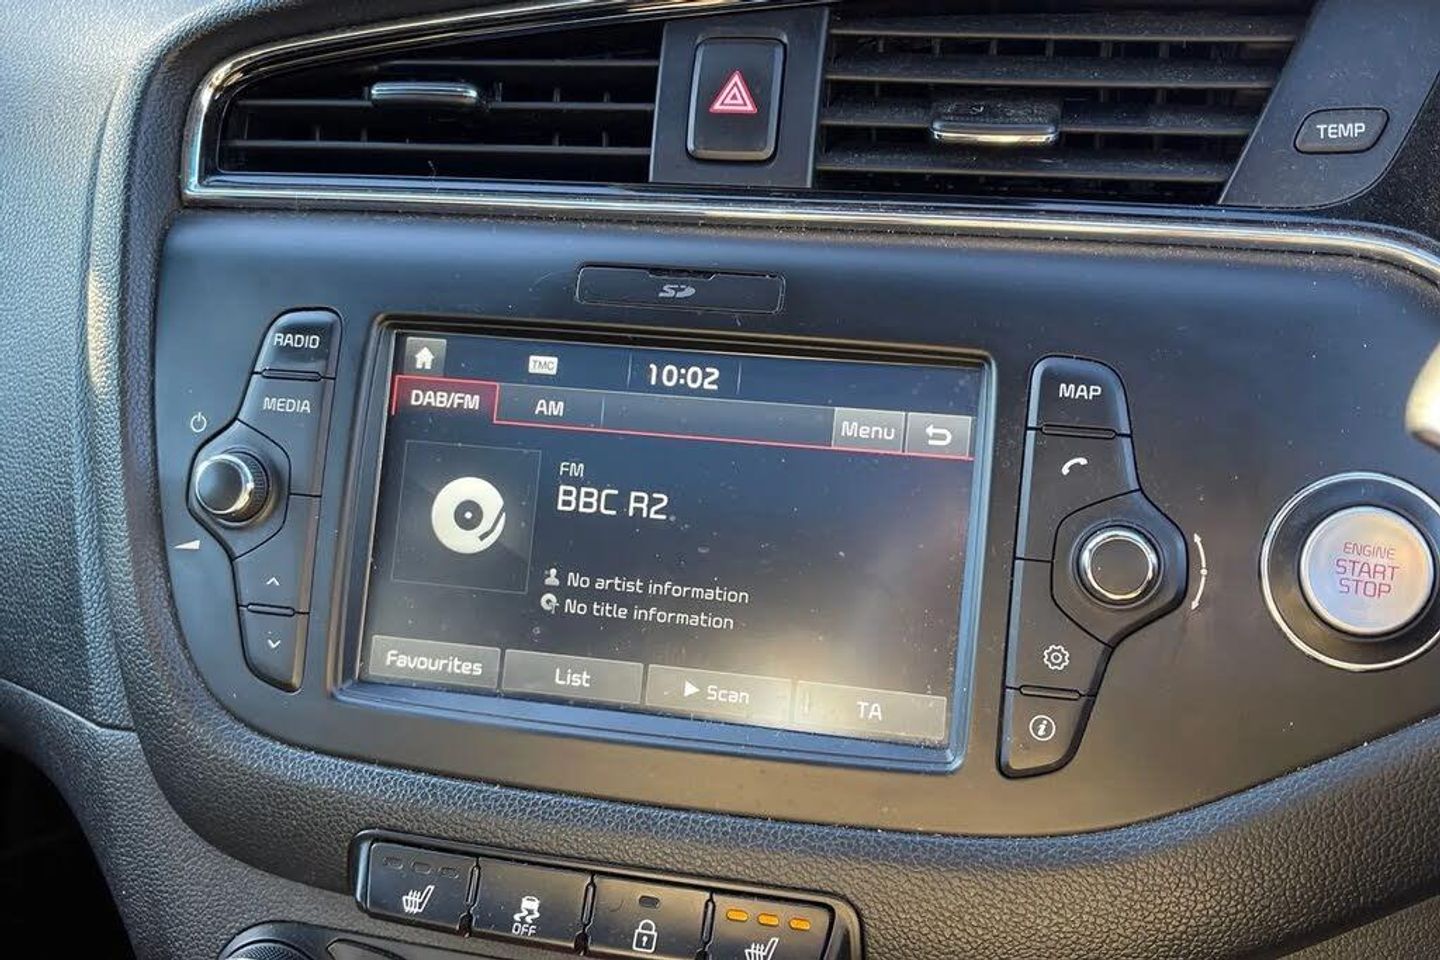 TEMP
SD
RADIO
MEDIA
TMC
10:02
DAB/FM
AM
Menu
FM
BBC R2
No artist information
No title information
Favourites
List
Scan
TA
MAP
ENGINE
START
STOP
OFF